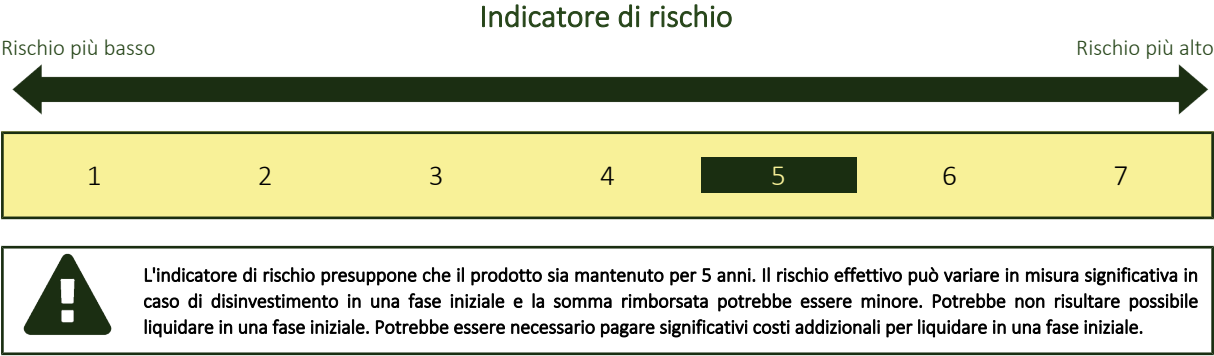 Indicatore di rischio
Rischio più basso Rischio più alto
1 2 3 4 5 6 7
L'indicatore di rischio presuppone che il prodotto sia mantenuto per 5 anni. Il rischio effettivo può variare in misura significativa in
caso di disinvestimento in una fase iniziale e la somma rimborsata potrebbe essere minore. Potrebbe non risultare possibile
liquidare in una fase iniziale. Potrebbe essere necessario pagare significativi costi addizionali per liquidare in una fase iniziale.